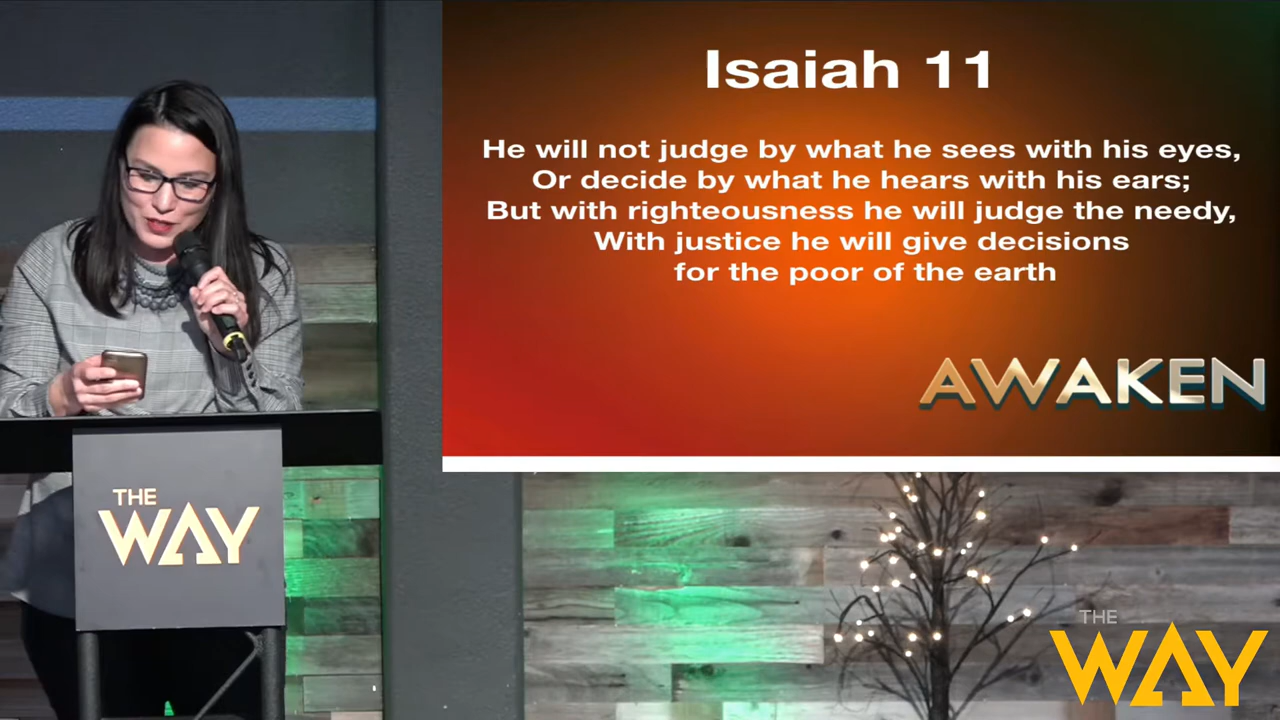 Isaiah 11
He will not judge by what he sees with his eyes,
Or decide by what he hears with his ears;
But with righteousness he will judge the needy,
With justice he will give decisions
for the poor of the earth
AWAKEN
THE
WAY
THE
WAY